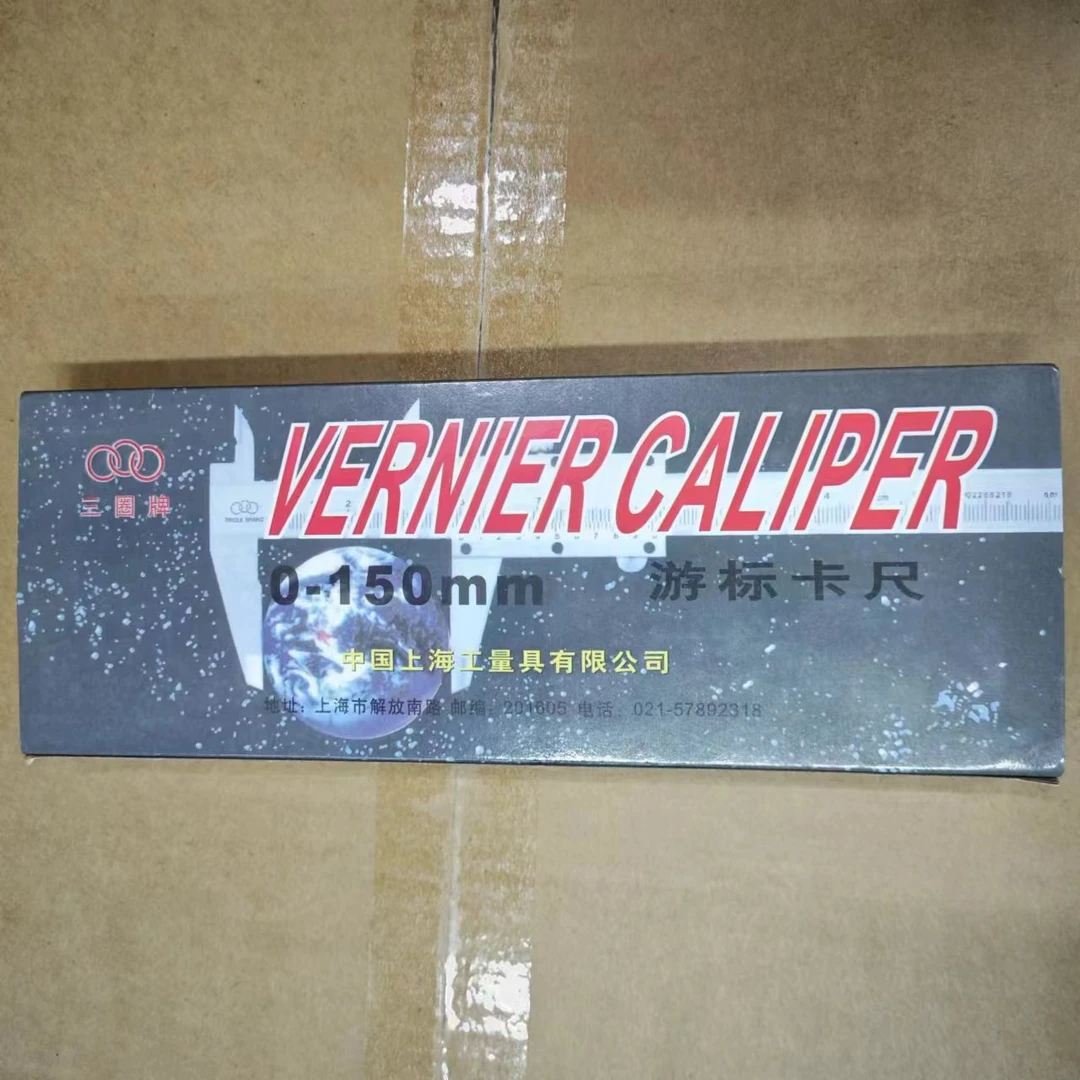 VERNIER CALIPER
三圈牌
0-150mm 游标卡尺
中国上海工量具有限公司
地址：上海市解放南路 邮编：201605 电话：021-57892318